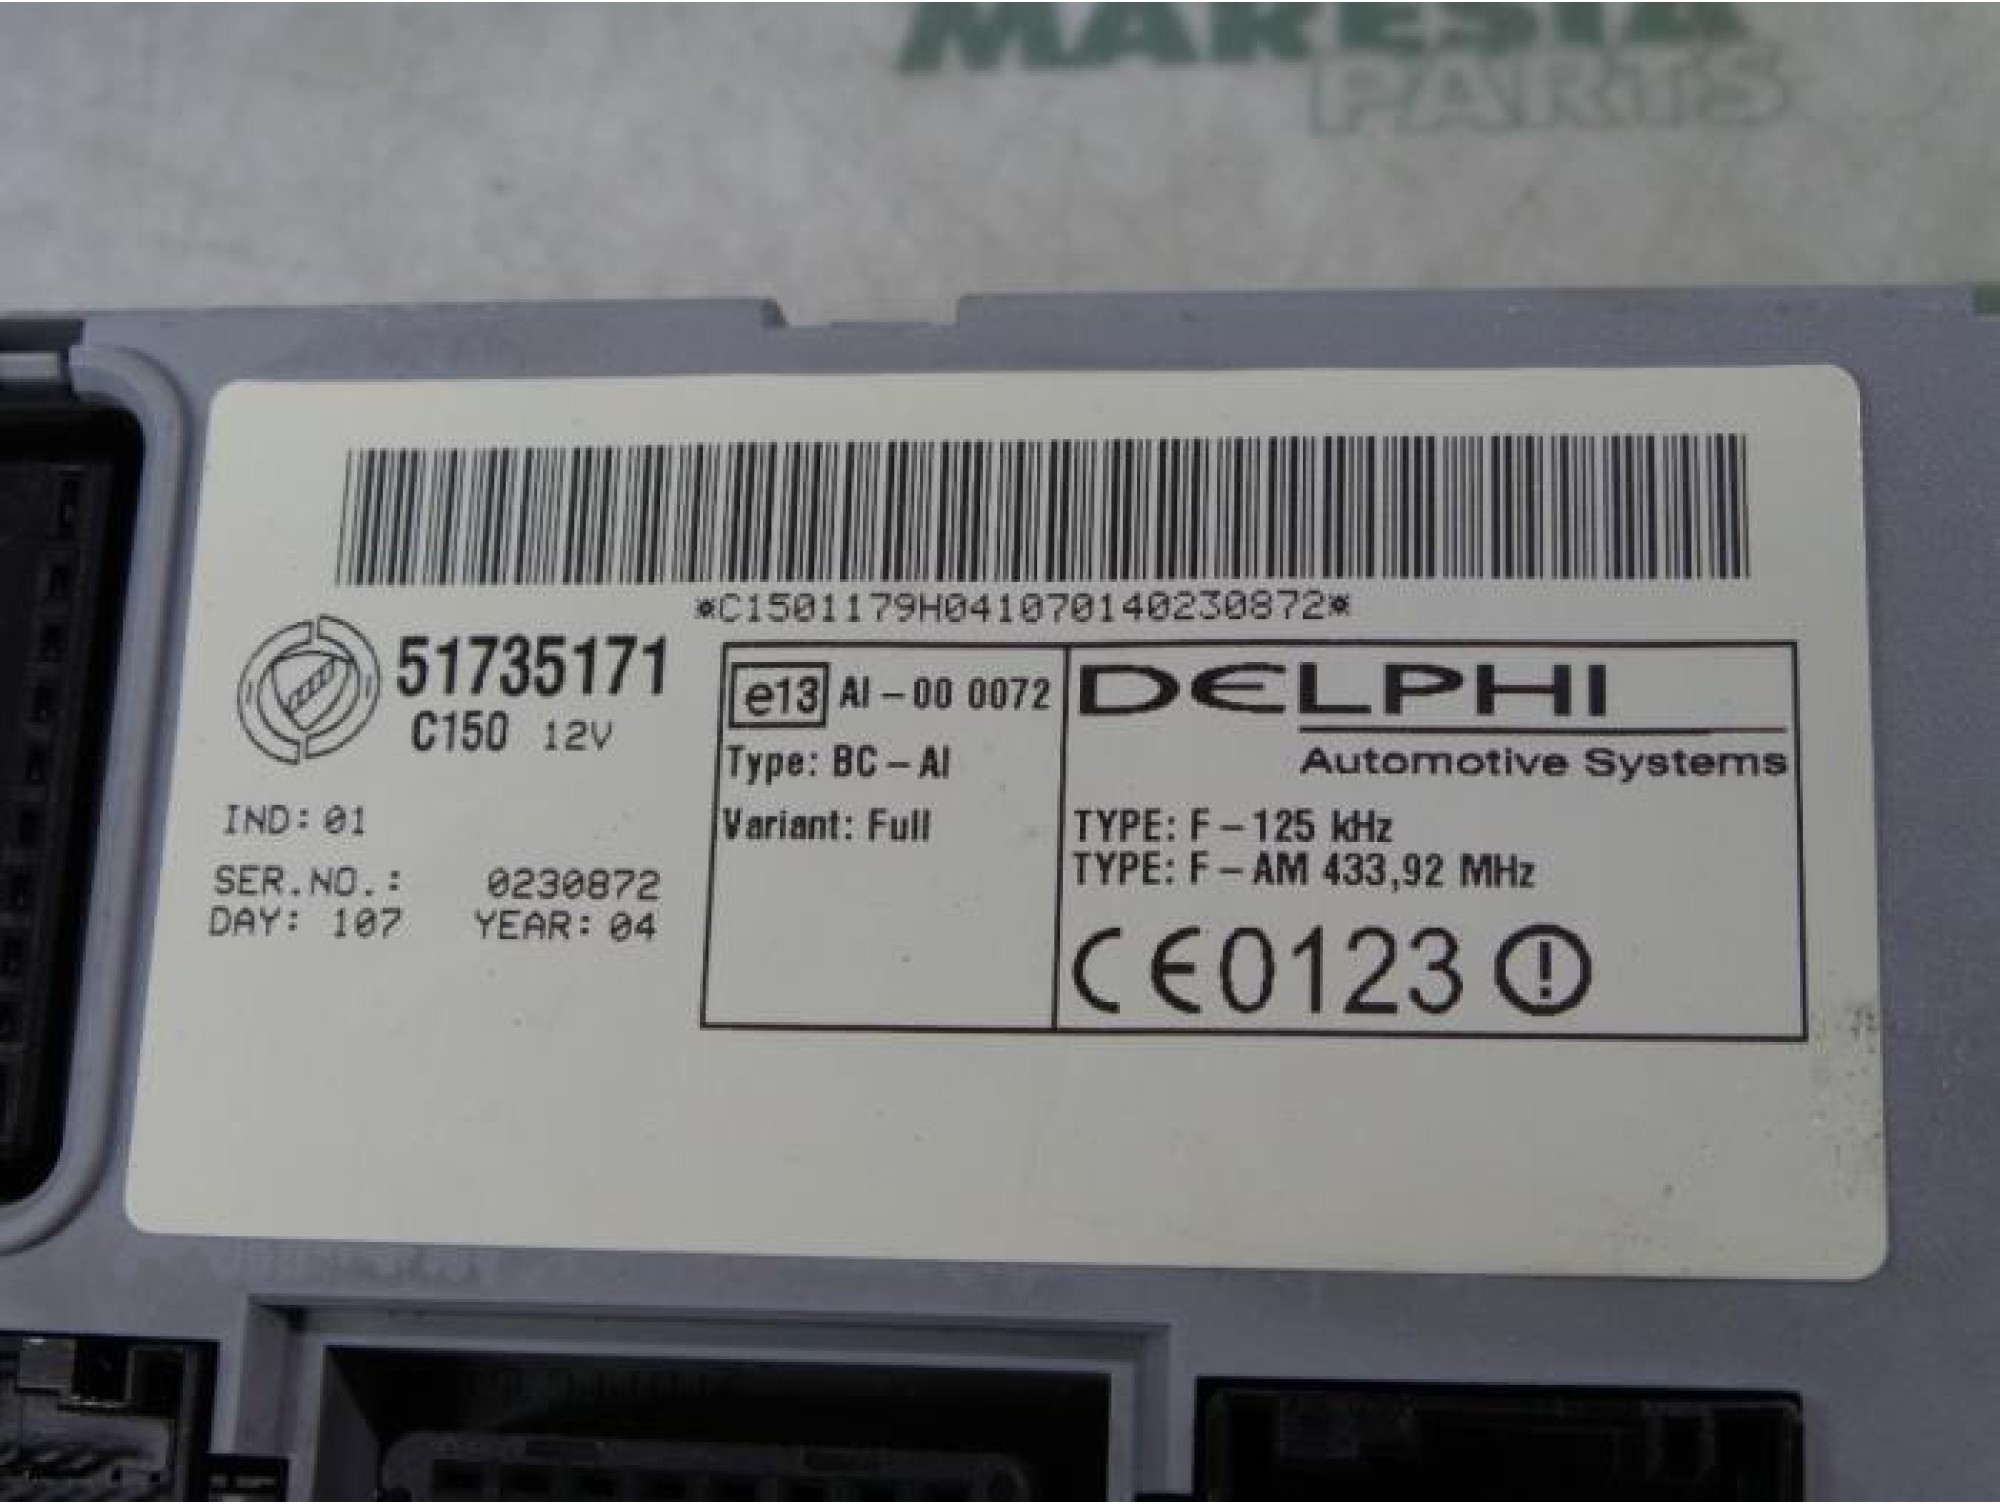 MARESIA
PARTS
*C1501179H041070140230872*
51735171
C150 12V
IND: 01
SER.NO.: 0230872
DAY: 107 YEAR: 04
e13 AI-00 0072
Type: BC-AI
Variant: Full
DELPHI
Automotive Systems
TYPE: F-125 kHz
TYPE: F-AM 433,92 MHz
CE0123